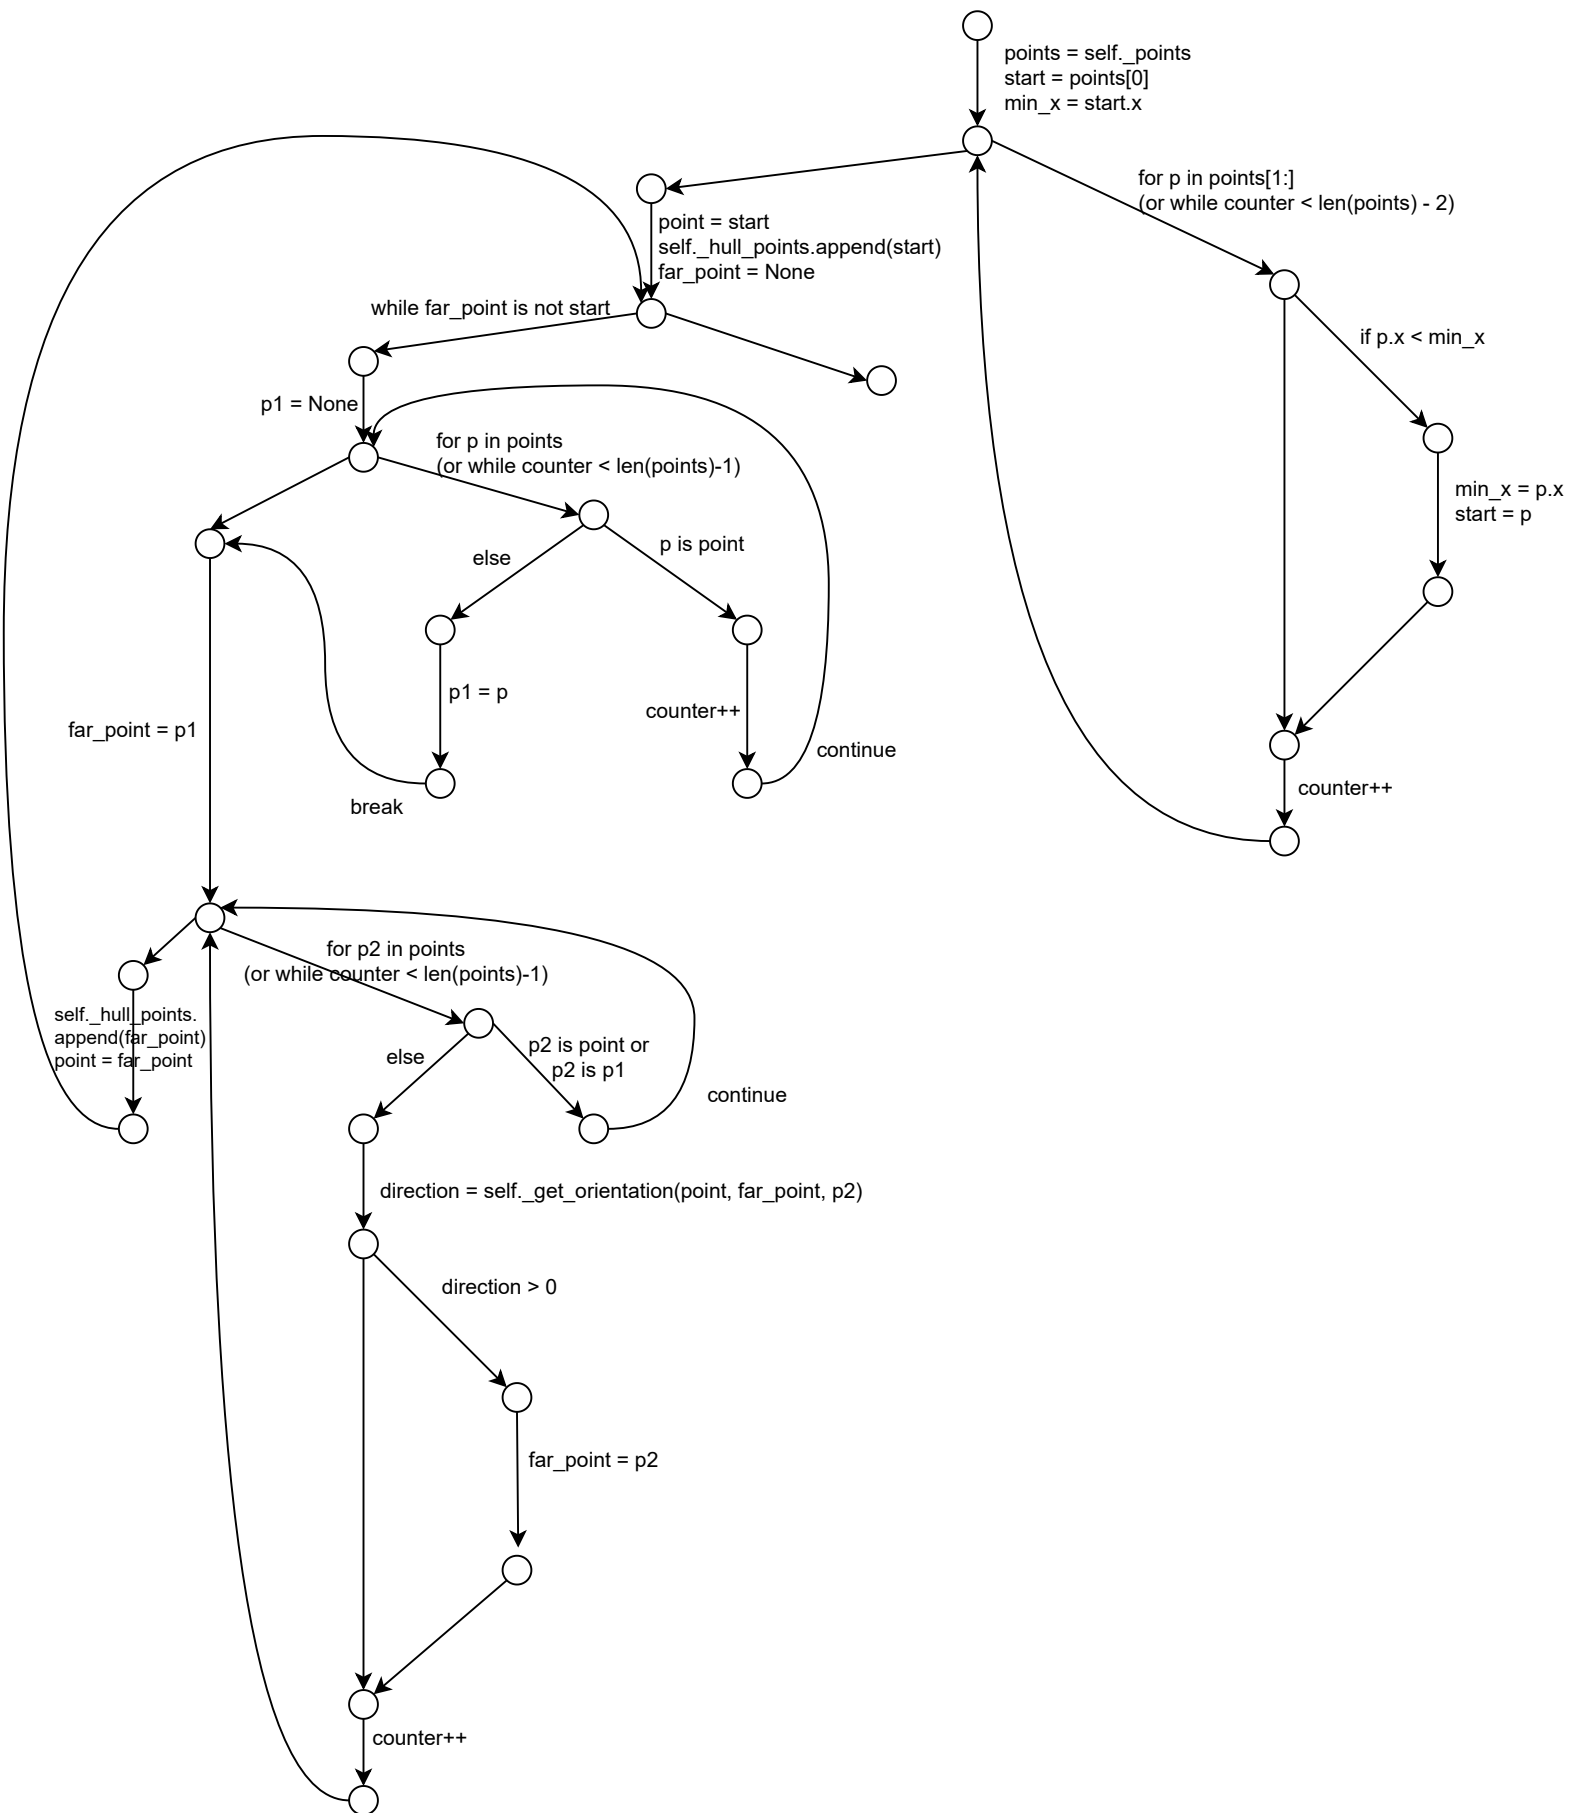 points = self._points
start = points[0]
min_x = start.x
for p in points[1:]
(or while counter < len(points) - 2)
point = start
self._hull_points.append(start)
far_point = None
while far_point is not start
if p.x < min_x
p1 = None
for p in points
(or while counter < len(points)-1)
min_x = p.x
start = p
else
p is point
p1 = p
counter++
far_point = p1
continue
break
counter++
for p2 in points
(or while counter < len(points)-1)
self._hull_points.
append(far_point)
point = far_point
else
p2 is point or
p2 is p1
continue
direction = self._get_orientation(point, far_point, p2)
direction > 0
far_point = p2
counter++